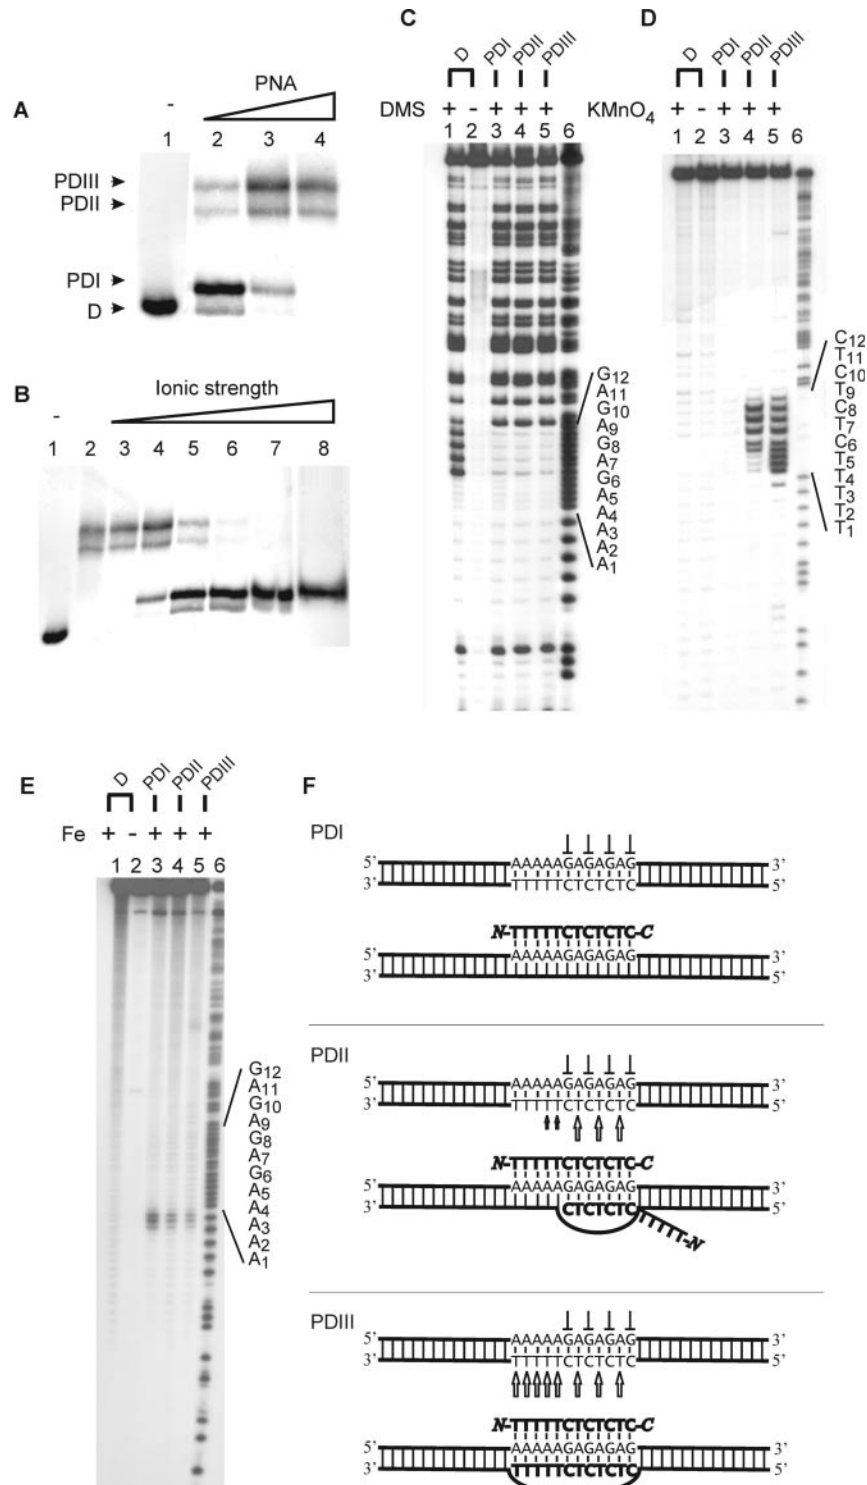 A
- PNA
1 2 3 4
PDIII
PDII
PDI
D
B
- Ionic strength
1 2 3 4 5 6 7 8
C
D PDI PDII PDIII
DMS + - + + +
1 2 3 4 5 6
G12
A11
G10
A9
G8
A7
G6
A5
A4
A3
A2
A1
D
D PDI PDII PDIII
KMnO4 + - + + +
1 2 3 4 5 6
C12
T11
C10
T9
C8
T7
C6
T5
T4
T3
T2
T1
E
D PDI PDII PDIII
Fe + - + + +
1 2 3 4 5 6
G12
A11
G10
A9
G8
A7
G6
A5
A4
A3
A2
A1
F
PDI
5' AAAAAGAGAGAG 3'
3' TTTTTCTCTCTC 5'
N-TTTTTCTCTCTC-C
5' AAAAAGAGAGAG 3'
3' 5'
PDII
5' AAAAAGAGAGAG 3'
3' TTTTTCTCTCTC 5'
N-TTTTTCTCTCTC-C
5' AAAAAGAGAGAG 3'
3' CTCTCTC 5'
TTTTT-N
PDIII
5' AAAAAGAGAGAG 3'
3' TTTTTCTCTCTC 5'
N-TTTTTCTCTCTC-C
5' AAAAAGAGAGAG 3'
3' TTTTTCTCTCTC 5'